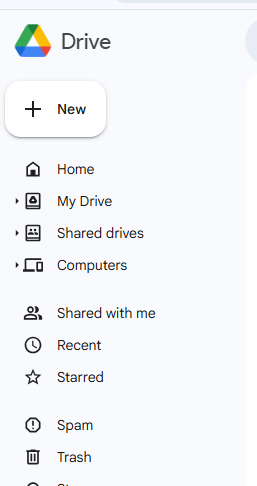 Drive
New
Home
My Drive
Shared drives
Computers
Shared with me
Recent
Starred
Spam
Trash